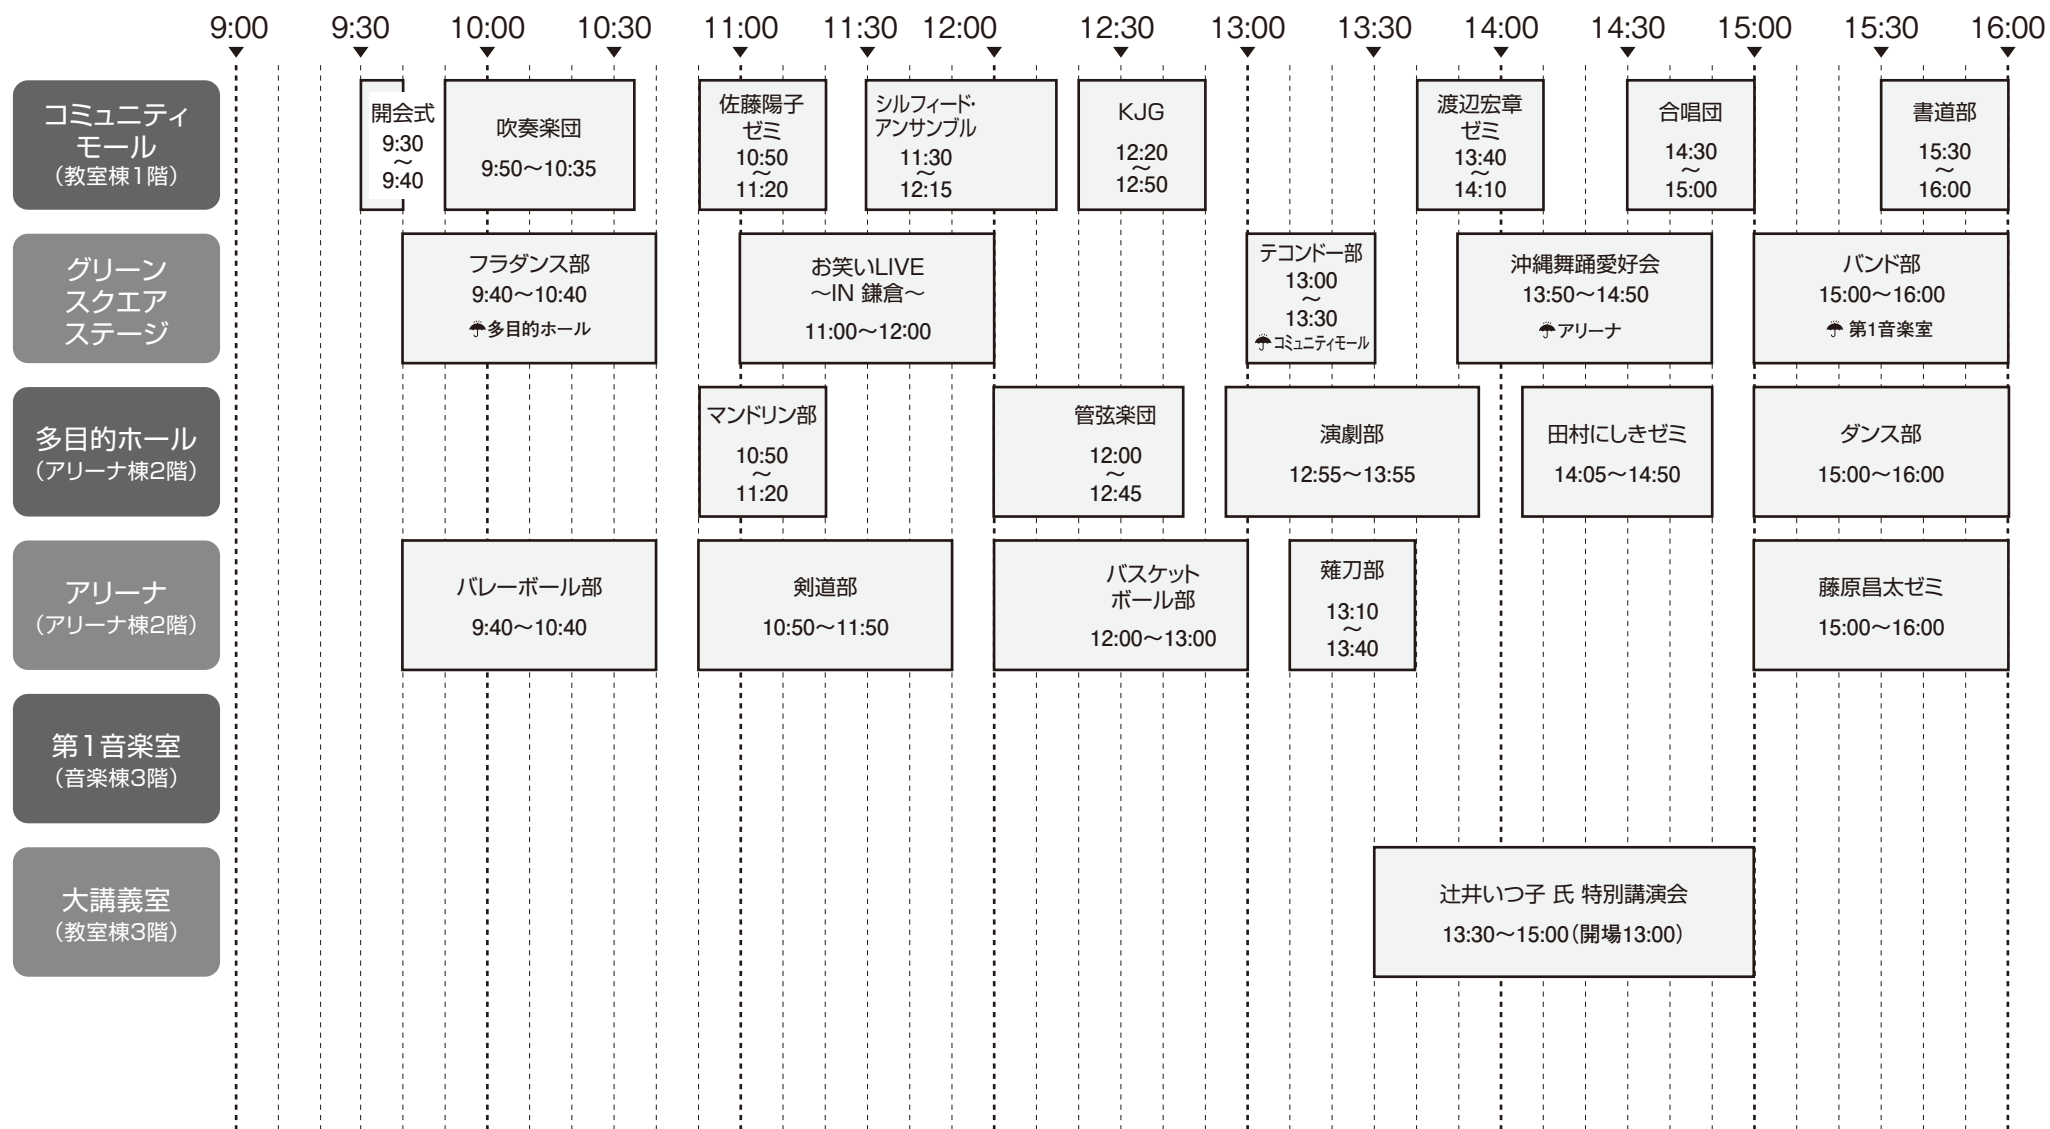 9:00 9:30 10:00 10:30 11:00 11:30 12:00 12:30 13:00 13:30 14:00 14:30 15:00 15:30 16:00
コミュニティ
モール
（教室棟1階）
開会式
9:30
〜
9:40
吹奏楽団
9:50〜10:35
佐藤陽子
ゼミ
10:50
〜
11:20
シルフィード・
アンサンブル
11:30
〜
12:15
KJG
12:20
〜
12:50
渡辺宏章
ゼミ
13:40
〜
14:10
合唱団
14:30
〜
15:00
書道部
15:30
〜
16:00
グリーン
スクエア
ステージ
フラダンス部
9:40〜10:40
多目的ホール
お笑いLIVE
〜IN 鎌倉〜
11:00〜12:00
テコンドー部
13:00
〜
13:30
コミュニティモール
沖縄舞踊愛好会
13:50〜14:50
アリーナ
バンド部
15:00〜16:00
第1音楽室
多目的ホール
（アリーナ棟2階）
マンドリン部
10:50
〜
11:20
管弦楽団
12:00
〜
12:45
演劇部
12:55〜13:55
田村にしきゼミ
14:05〜14:50
ダンス部
15:00〜16:00
アリーナ
（アリーナ棟2階）
バレーボール部
9:40〜10:40
剣道部
10:50〜11:50
バスケット
ボール部
12:00〜13:00
薙刀部
13:10
〜
13:40
藤原昌太ゼミ
15:00〜16:00
第1音楽室
（音楽棟3階）
大講義室
（教室棟3階）
辻井いつ子 氏 特別講演会
13:30〜15:00（開場13:00）